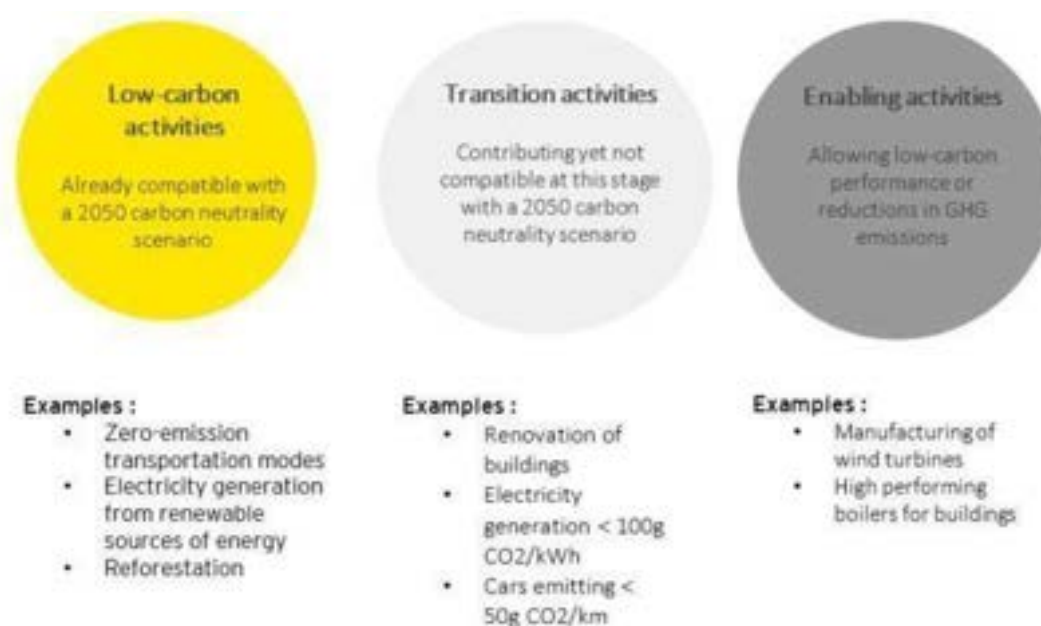 Low-carbon
activities
Already compatible with
a 2050 carbon neutrality
scenario
Transition activities
Contributing yet not
compatible at this stage
with a 2050 carbon
neutrality scenario
Enabling activities
Allowing low-carbon
performance or
reductions in GHG
emissions
Examples :
• Zero-emission
transportation modes
• Electricity generation
from renewable
sources of energy
• Reforestation
Examples :
• Renovation of
buildings
• Electricity
generation < 100g
CO2/kWh
• Cars emitting <
50g CO2/km
Examples :
• Manufacturing of
wind turbines
• High performing
boilers for buildings